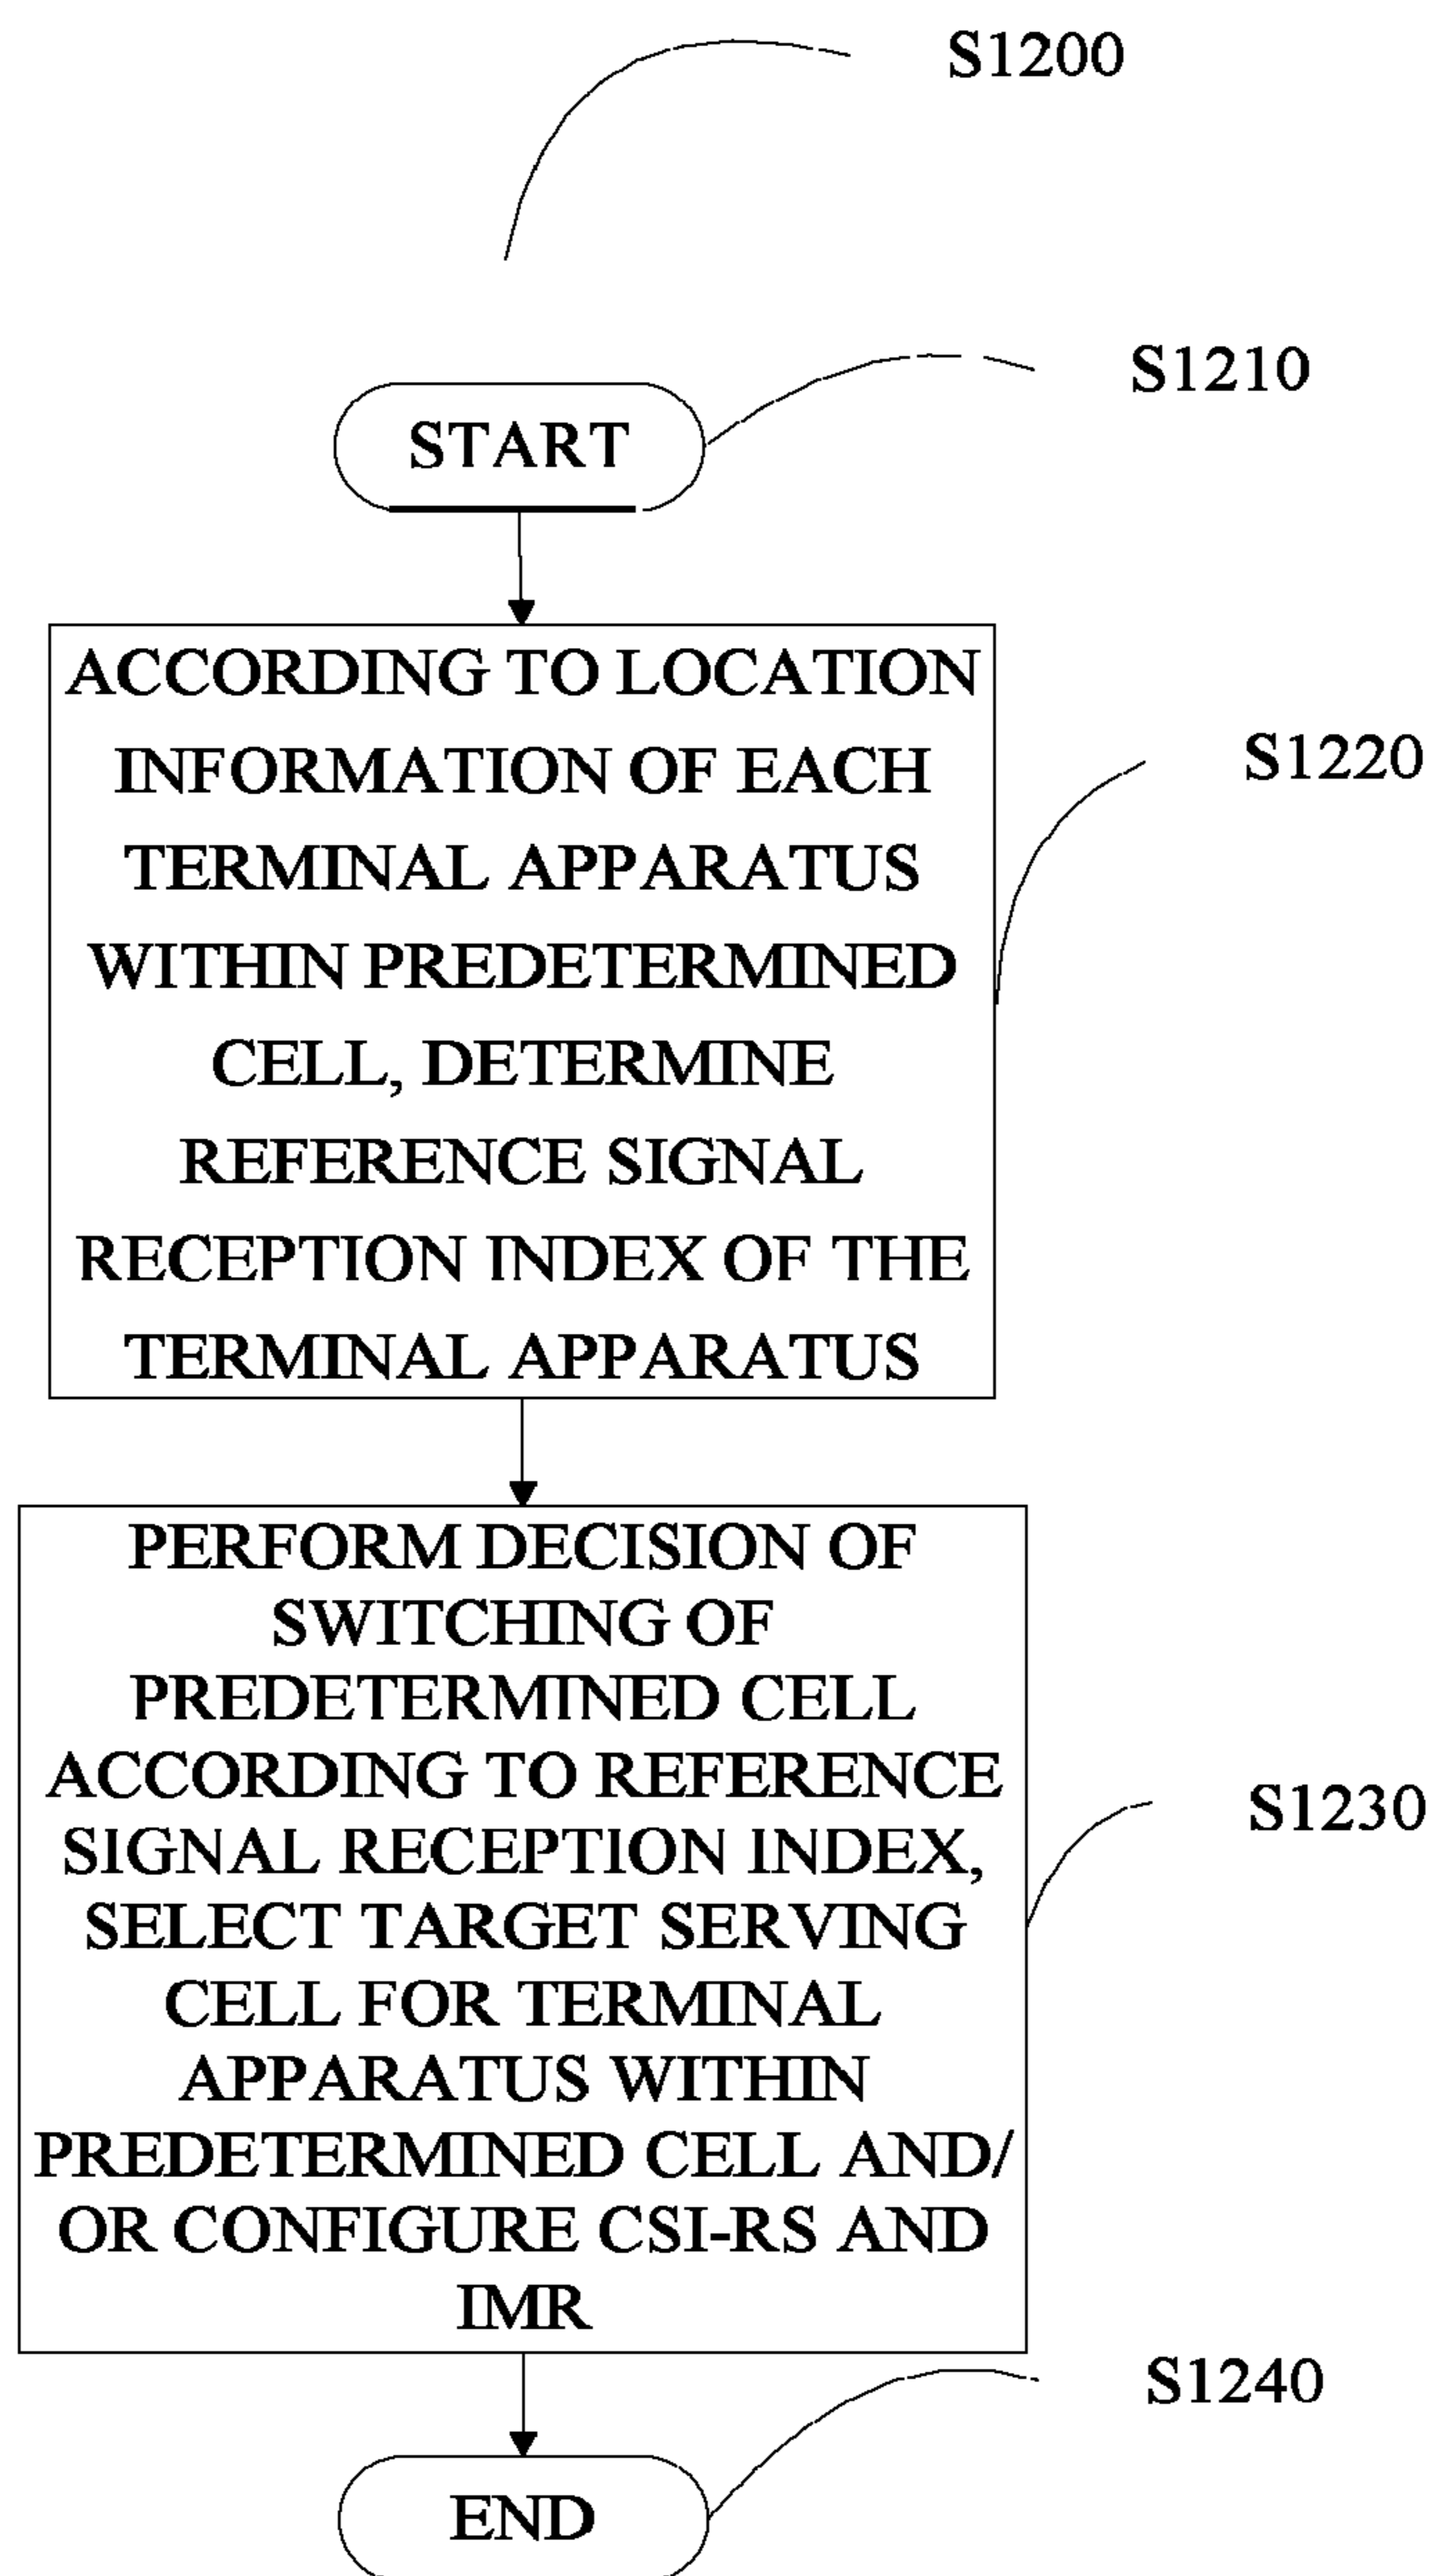 S1200
S1210
START
ACCORDING TO LOCATION
INFORMATION OF EACH
TERMINAL APPARATUS
WITHIN PREDETERMINED
CELL, DETERMINE
REFERENCE SIGNAL
RECEPTION INDEX OF THE
TERMINAL APPARATUS
S1220
PERFORM DECISION OF
SWITCHING OF
PREDETERMINED CELL
ACCORDING TO REFERENCE
SIGNAL RECEPTION INDEX,
SELECT TARGET SERVING
CELL FOR TERMINAL
APPARATUS WITHIN
PREDETERMINED CELL AND/
OR CONFIGURE CSI-RS AND
IMR
S1230
S1240
END